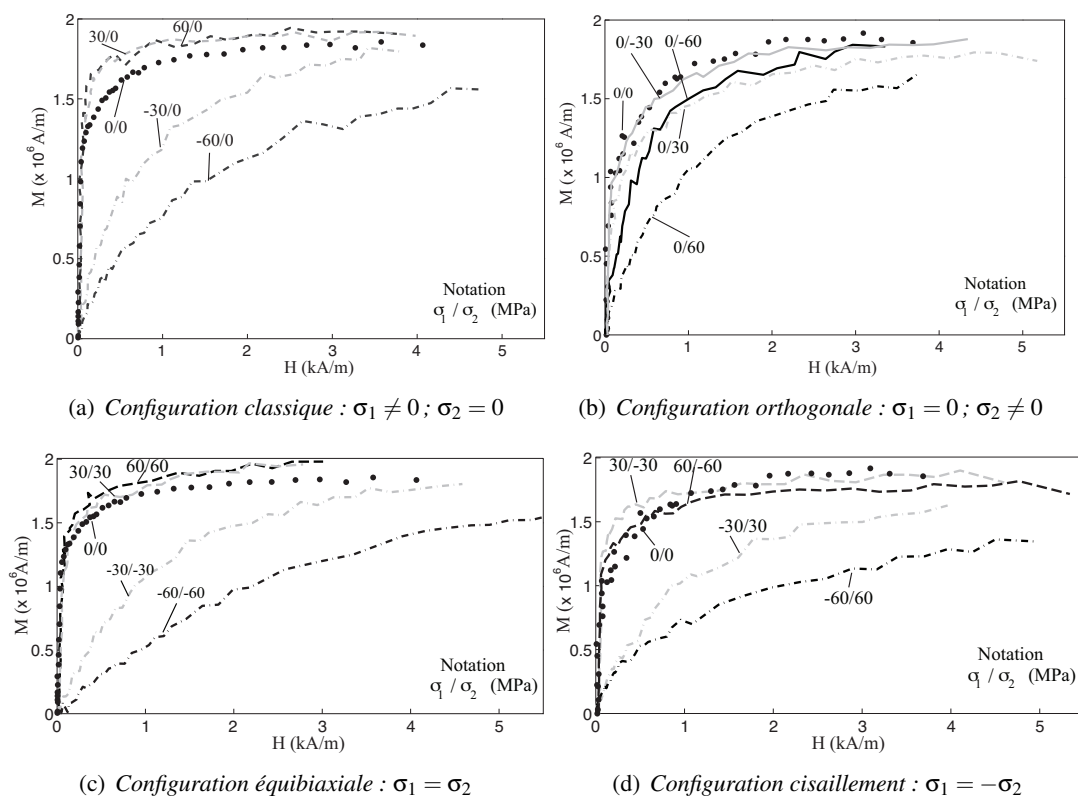 2
1.5
1
0.5
0
M (x 10⁶ A/m)
30/0
60/0
0/0
-30/0
-60/0
Notation
σ₁ / σ₂ (MPa)
0 1 2 3 4 5
H (kA/m)
(a) Configuration classique : σ₁ ≠ 0 ; σ₂ = 0
2
1.5
1
0.5
0
M (x 10⁶ A/m)
0/-30
0/-60
0/0
0/30
0/60
Notation
σ₁ / σ₂ (MPa)
0 1 2 3 4 5
H (kA/m)
(b) Configuration orthogonale : σ₁ = 0 ; σ₂ ≠ 0
2
1.5
1
0.5
0
M (x 10⁶A/m)
30/30
60/60
0/0
-30/-30
-60/-60
Notation
σ₁ / σ₂ (MPa)
0 1 2 3 4 5
H (kA/m)
(c) Configuration équibiaxiale : σ₁ = σ₂
2
1.5
1
0.5
0
M (x 10⁶A/m)
30/-30
60/-60
0/0
-30/30
-60/60
Notation
σ₁ / σ₂ (MPa)
0 1 2 3 4 5
H (kA/m)
(d) Configuration cisaillement : σ₁ = −σ₂